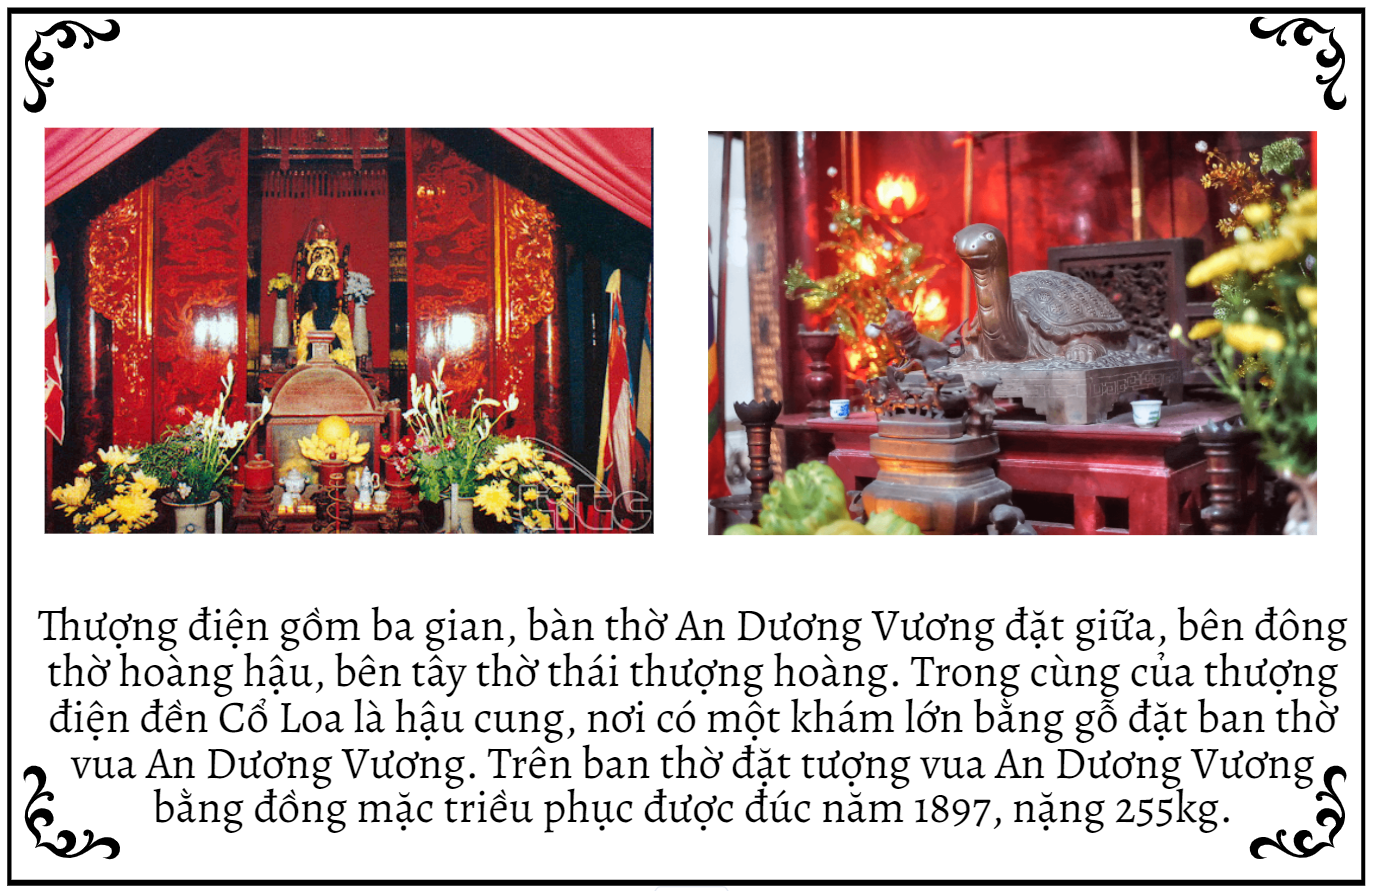 titc
Thượng điện gồm ba gian, bàn thờ An Dương Vương đặt giữa, bên đông
thờ hoàng hậu, bên tây thờ thái thượng hoàng. Trong cùng của thượng
điện đền Cổ Loa là hậu cung, nơi có một khám lớn bằng gỗ đặt ban thờ
vua An Dương Vương. Trên ban thờ đặt tượng vua An Dương Vương
bằng đồng mặc triều phục được đúc năm 1897, nặng 255kg.